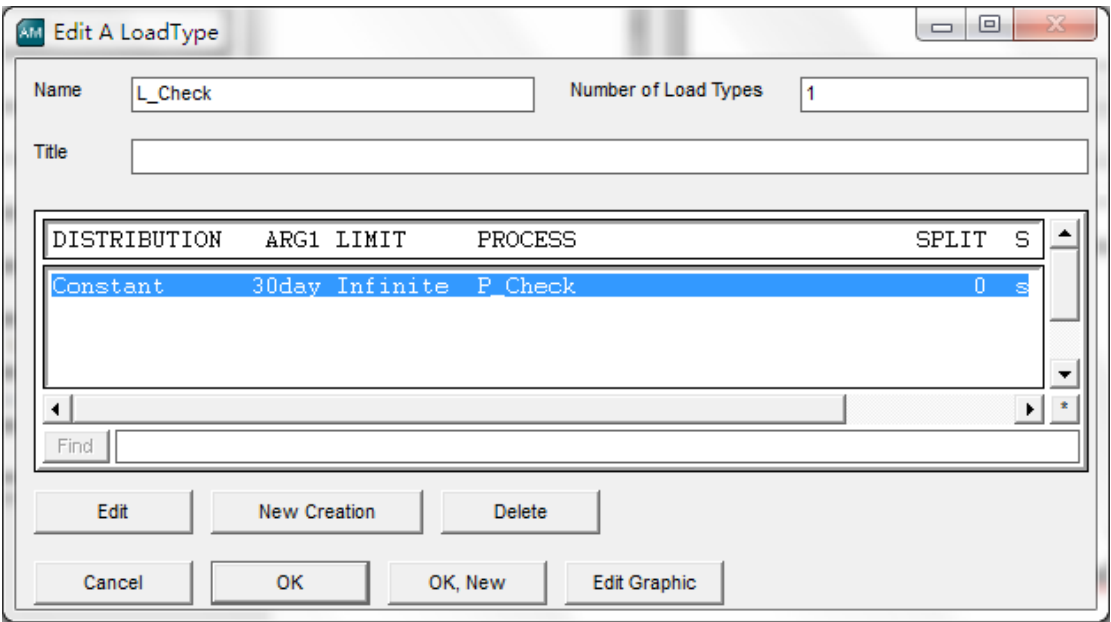 AM Edit A LoadType
Name L_Check Number of Load Types 1
Title
DISTRIBUTION ARG1 LIMIT PROCESS SPLIT S
Constant 30day Infinite P_Check 0 s
*
Find
Edit New Creation Delete
Cancel OK OK, New Edit Graphic